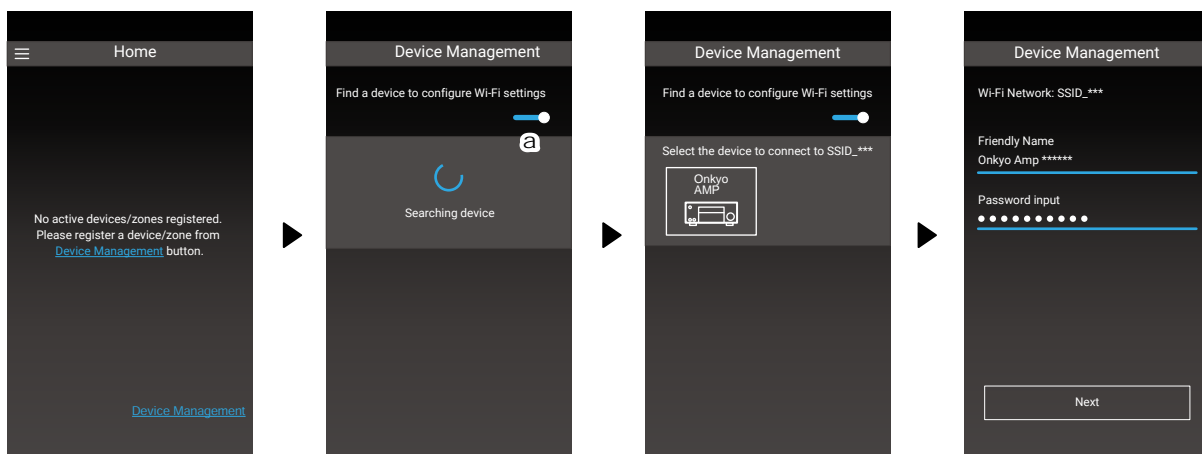 Home
No active devices/zones registered.
Please register a device/zone from
Device Management button.
Device Management
Device Management
Find a device to configure Wi-Fi settings
a
Searching device
Device Management
Find a device to configure Wi-Fi settings
Select the device to connect to SSID_***
Onkyo
AMP
Device Management
Wi-Fi Network: SSID_***
Friendly Name
Onkyo Amp ******
Password input
Next